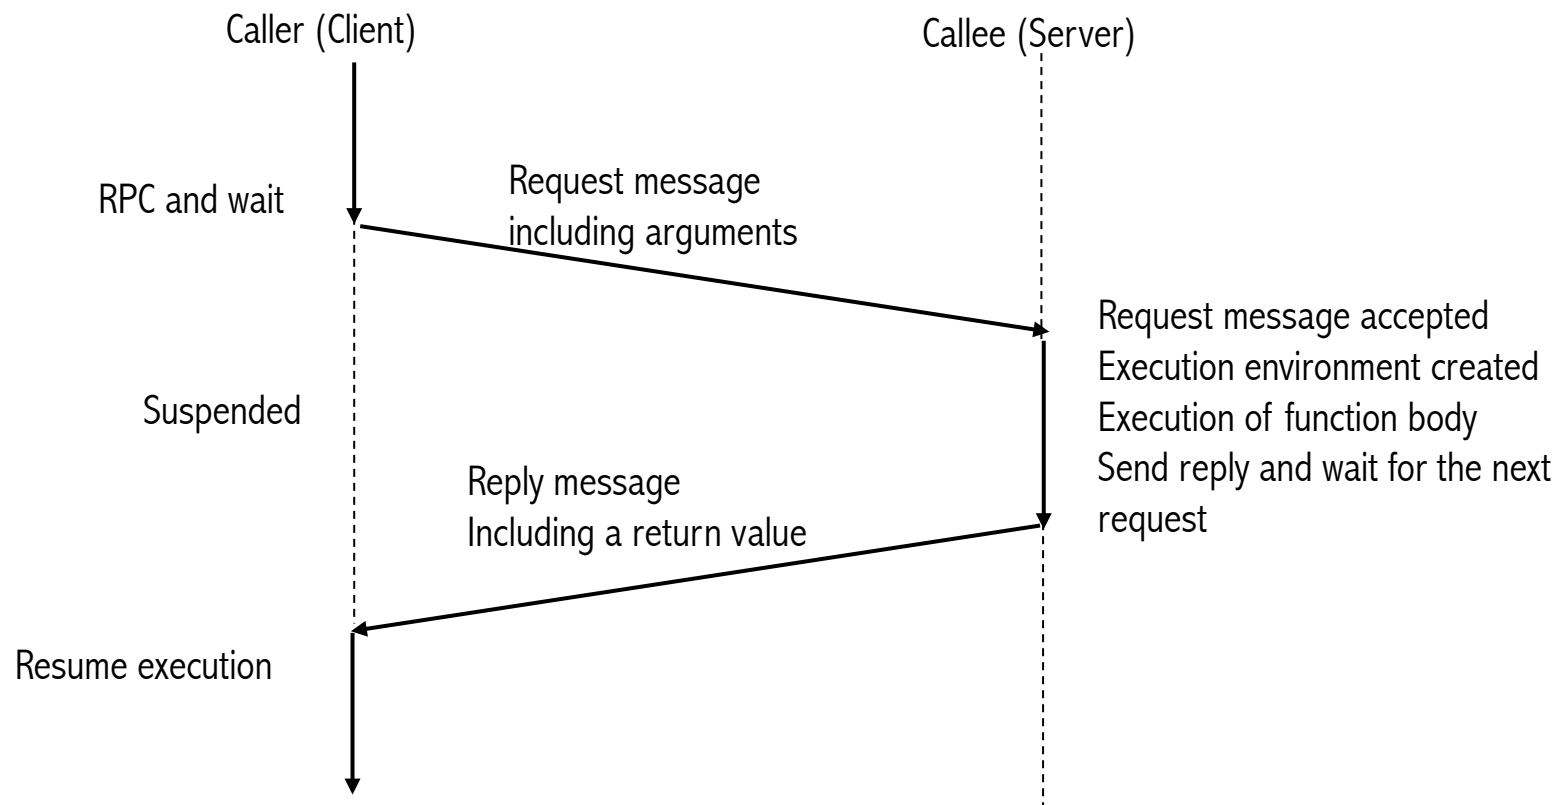 Caller (Client)
Callee (Server)
RPC and wait
Request message
including arguments
Request message accepted
Execution environment created
Execution of function body
Send reply and wait for the next
request
Suspended
Reply message
Including a return value
Resume execution